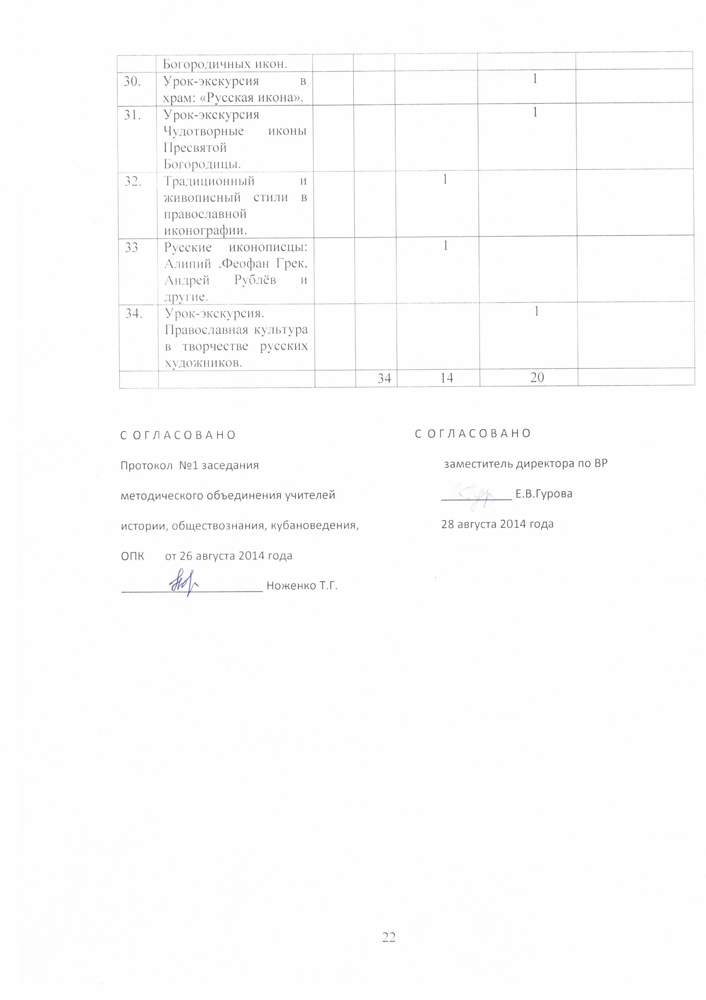 Богородичных икон.
30. Урок-экскурсия в 1
храм: «Русская икона».
31. Урок-экскурсия 1
Чудотворные иконы
Пресвятой
Богородицы.
32. Традиционный и 1
живописный стили в
православной
иконографии.
33 Русские иконописцы: 1
Алипий .Феофан Грек.
Андрей Рублёв и
другие.
34. Урок-экскурсия. 1
Православная культура
в творчестве русских
художников.
34 14 20
С О Г Л А С О В А Н О
Протокол №1 заседания
методического объединения учителей
истории, обществознания, кубановедения,
ОПК от 26 августа 2014 года
Ноженко Т.Г.
С О Г Л А С О В А Н О
заместитель директора по ВР
Е.В.Гурова
28 августа 2014 года
22